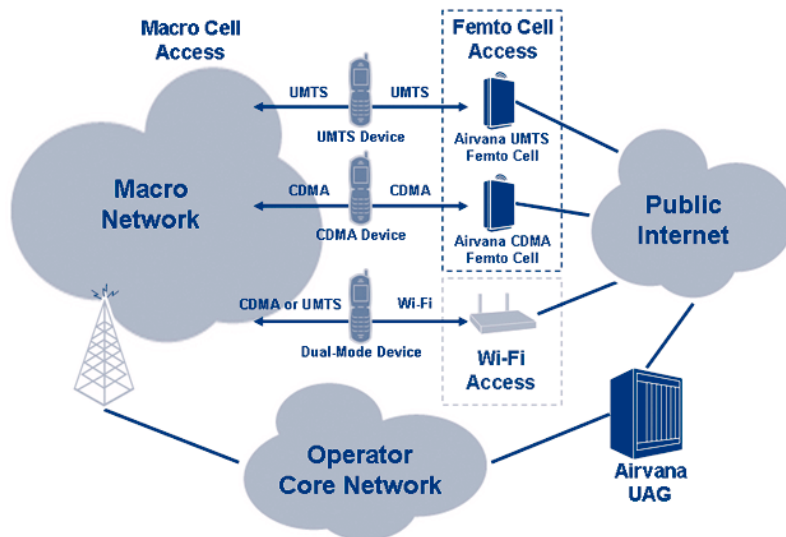 Macro Cell
Access
Femto Cell
Access
UMTS
UMTS
UMTS Device
Airvana UMTS
Femto Cell
Macro
Network
CDMA
CDMA
CDMA Device
Airvana CDMA
Femto Cell
Public
Internet
CDMA or UMTS
Wi-Fi
Dual-Mode Device
Wi-Fi
Access
Operator
Core Network
Airvana
UAG